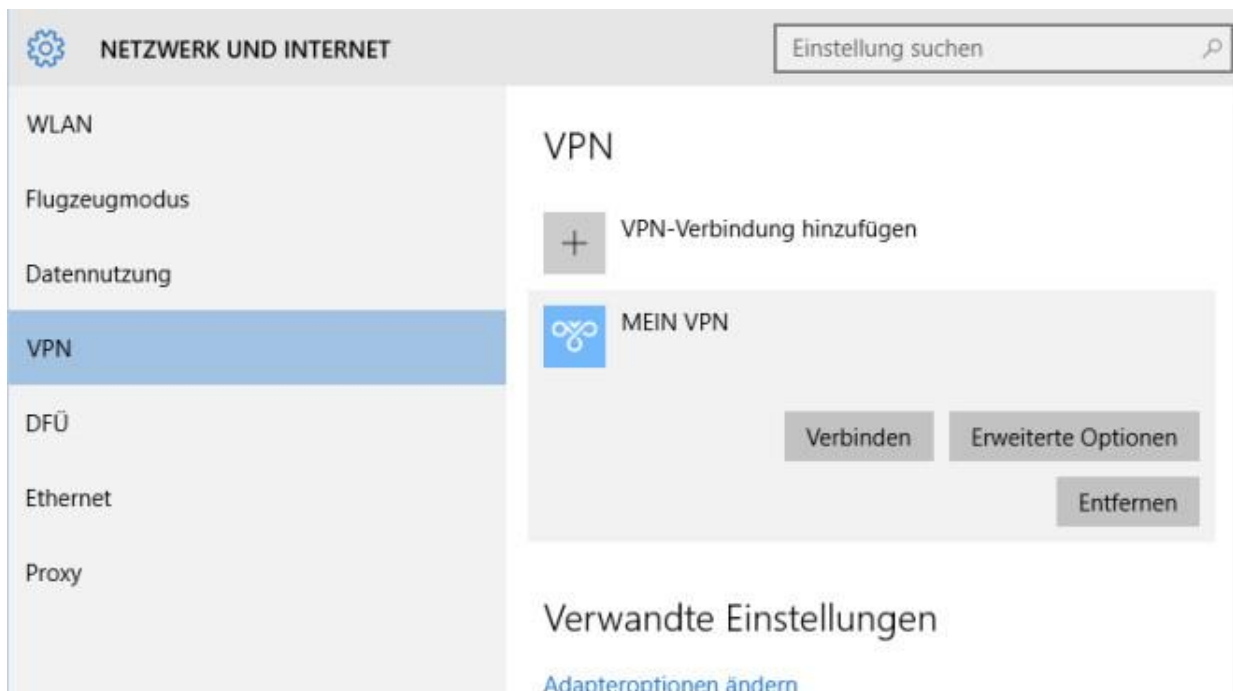 NETZWERK UND INTERNET
Einstellung suchen
WLAN
Flugzeugmodus
Datennutzung
VPN
DFÜ
Ethernet
Proxy
VPN
VPN-Verbindung hinzufügen
MEIN VPN
Verbinden
Erweiterte Optionen
Entfernen
Verwandte Einstellungen
Adapteroptionen ändern